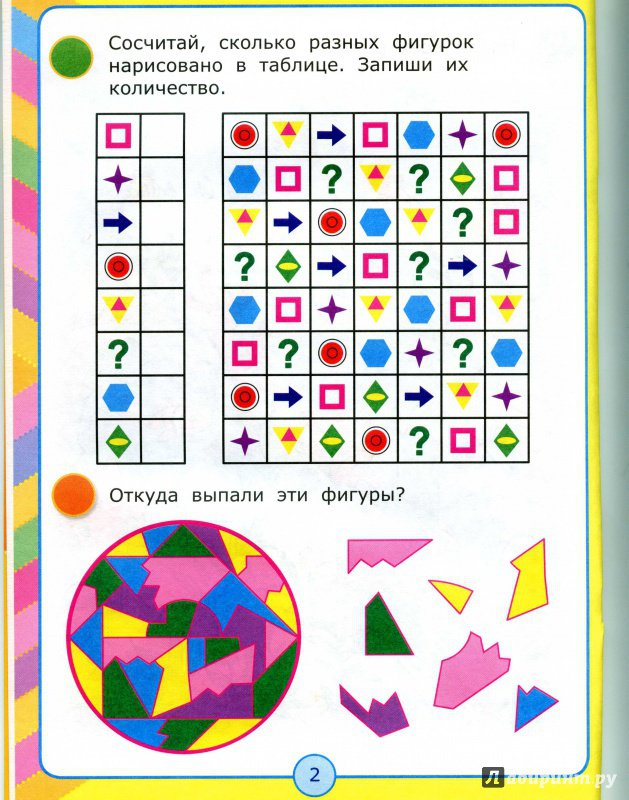 Сосчитай, сколько разных фигурок
нарисовано в таблице. Запиши их
количество.
?
? ?
?
? ?
? ?
?
Откуда выпали эти фигуры?
2
Лабиринт.ру